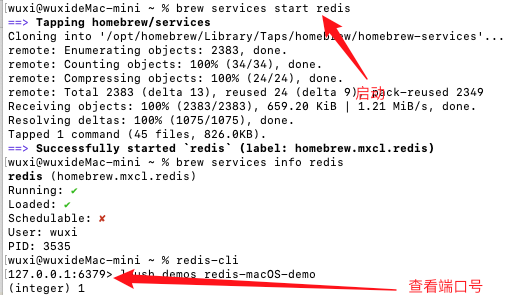 wuxi@wuxideMac-mini ~ % brew services start redis
==> Tapping homebrew/services
Cloning into '/opt/homebrew/Library/Taps/homebrew/homebrew-services'...
remote: Enumerating objects: 2383, done.
remote: Counting objects: 100% (34/34), done.
remote: Compressing objects: 100% (24/24), done.
remote: Total 2383 (delta 13), reused 24 (delta 9), pack-reused 2349
启动
Receiving objects: 100% (2383/2383), 659.20 KiB | 1.21 MiB/s, done.
Resolving deltas: 100% (1075/1075), done.
Tapped 1 command (45 files, 826.0KB).
==> Successfully started `redis` (label: homebrew.mxcl.redis)
wuxi@wuxideMac-mini ~ % brew services info redis
redis (homebrew.mxcl.redis)
Running: ✔
Loaded: ✔
Schedulable: ✘
User: wuxi
PID: 3535
wuxi@wuxideMac-mini ~ % redis-cli
127.0.0.1:6379> demos redis-macOS-demo
(integer) 1
查看端口号